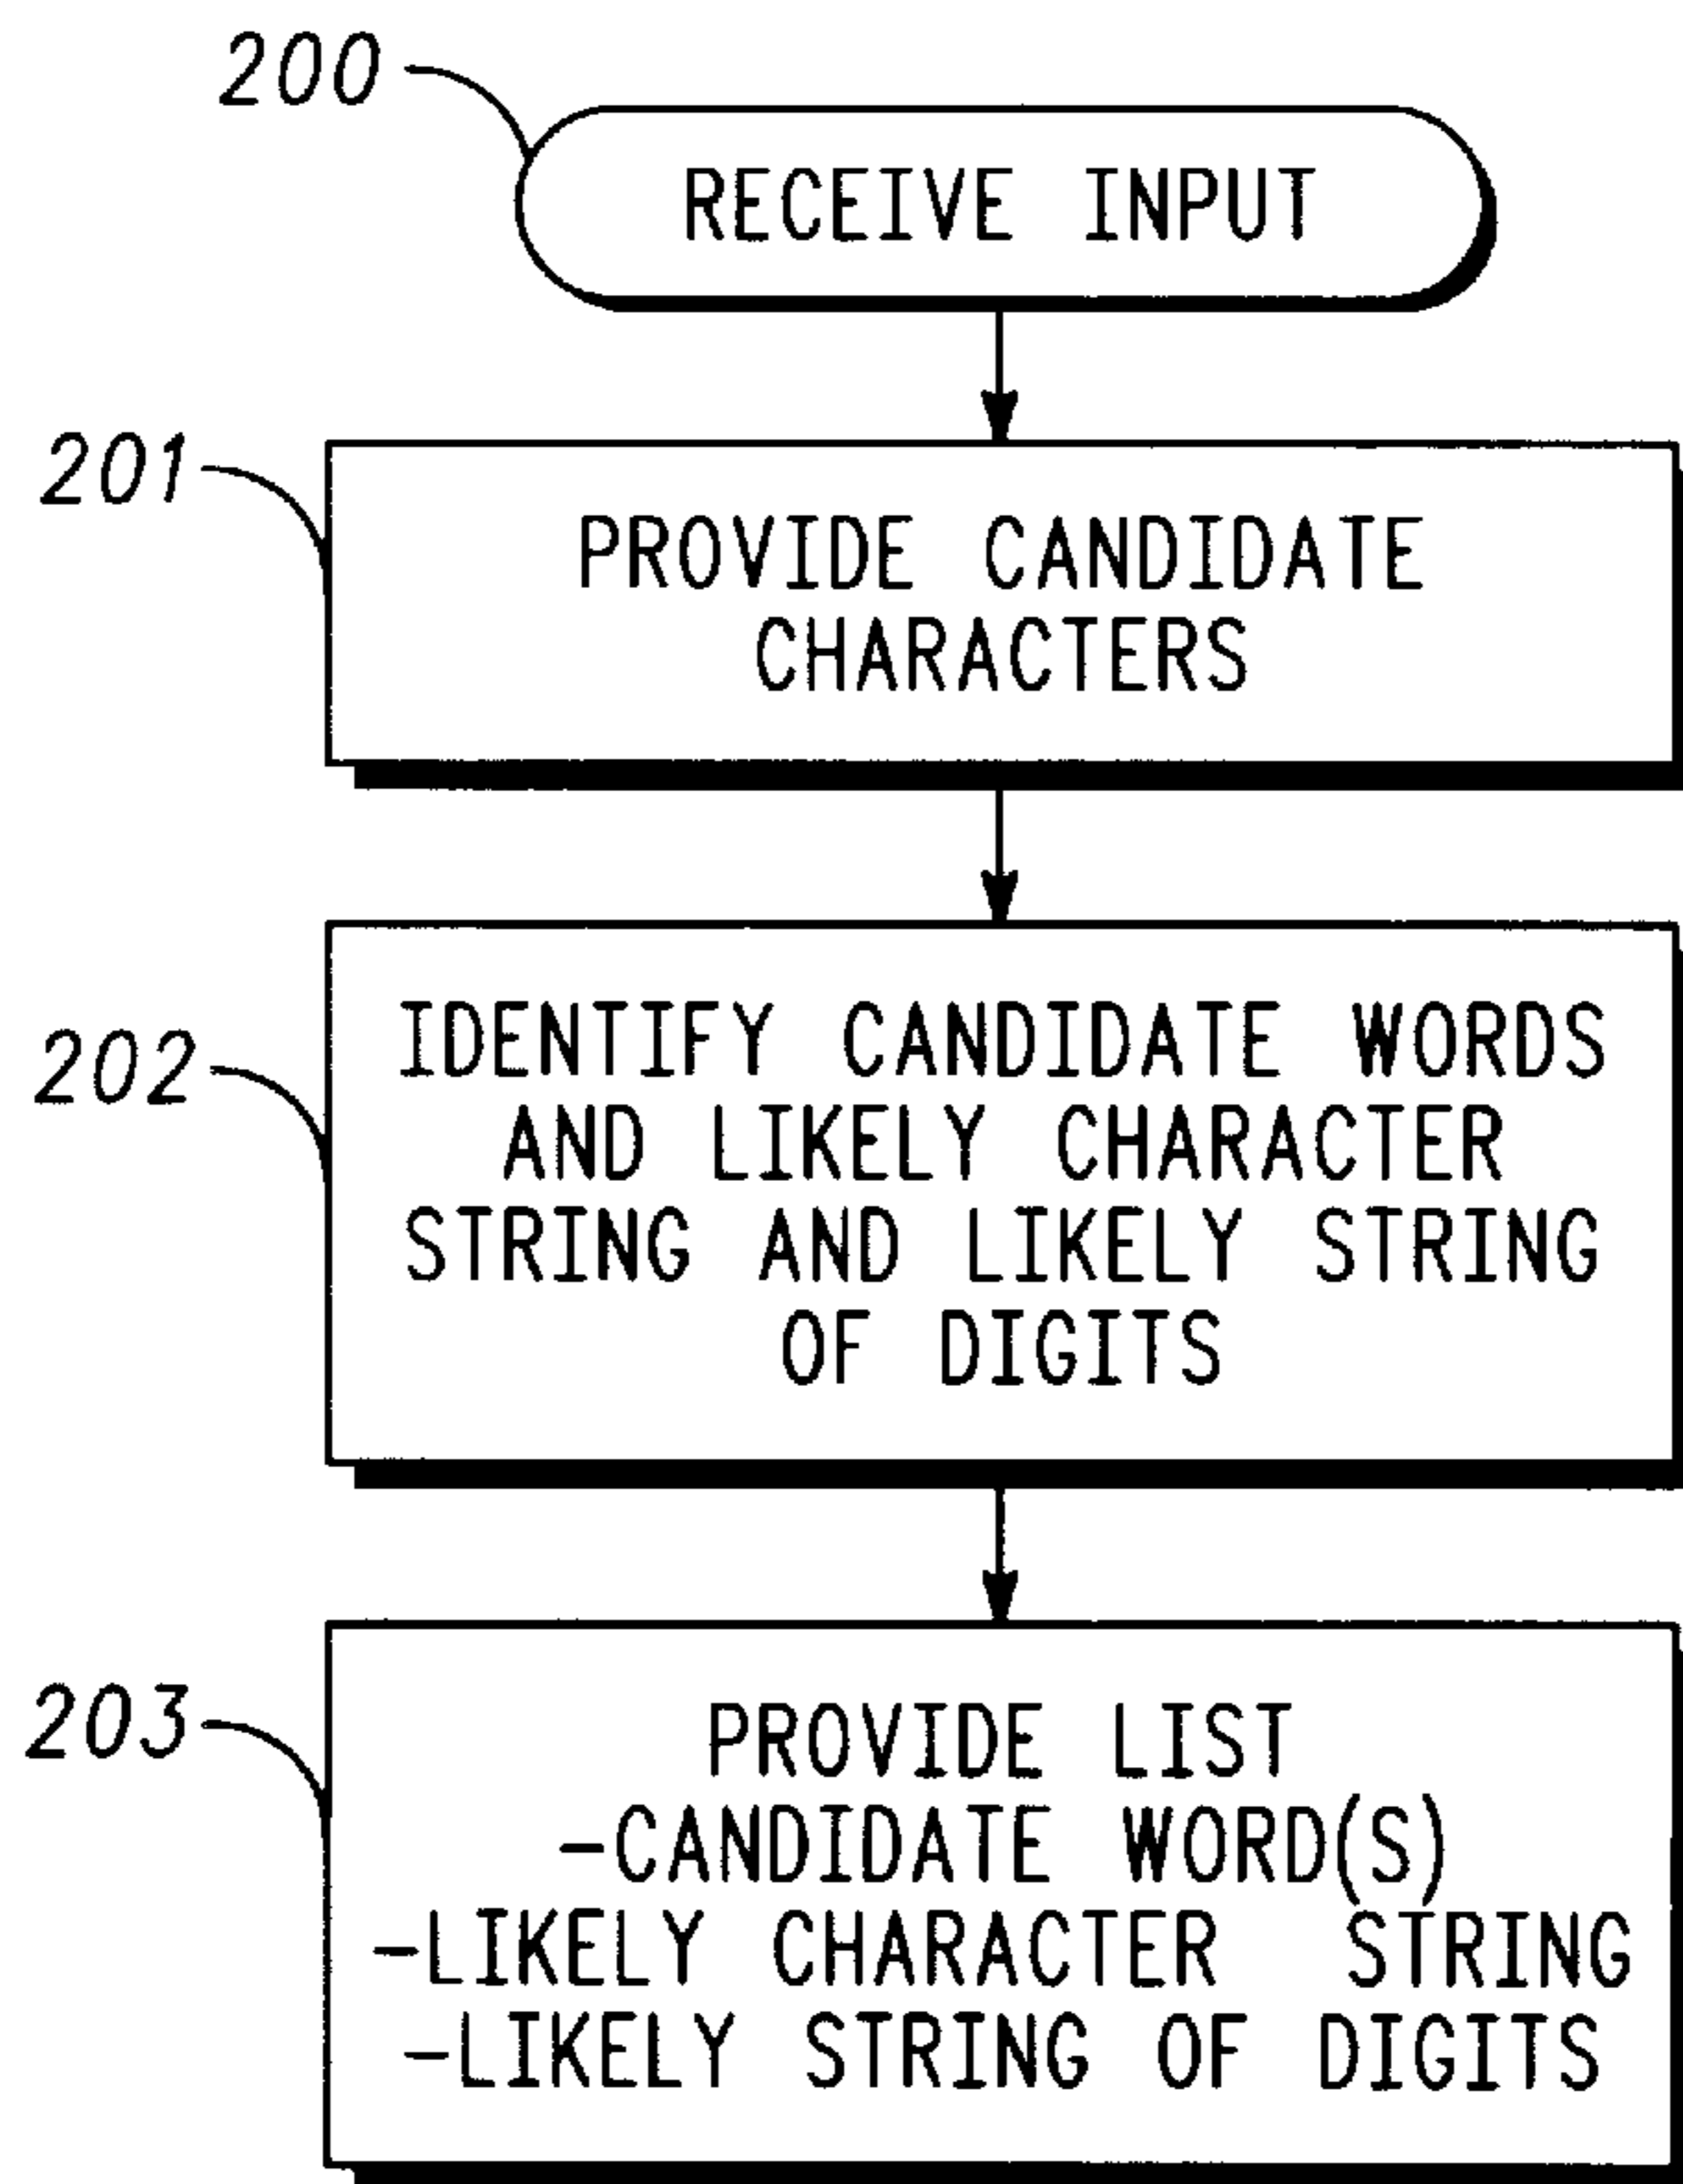 200
RECEIVE INPUT
201
PROVIDE CANDIDATE
CHARACTERS
202
IDENTIFY CANDIDATE WORDS
AND LIKELY CHARACTER
STRING AND LIKELY STRING
OF DIGITS
203
PROVIDE LIST
-CANDIDATE WORD(S)
-LIKELY CHARACTER STRING
-LIKELY STRING OF DIGITS